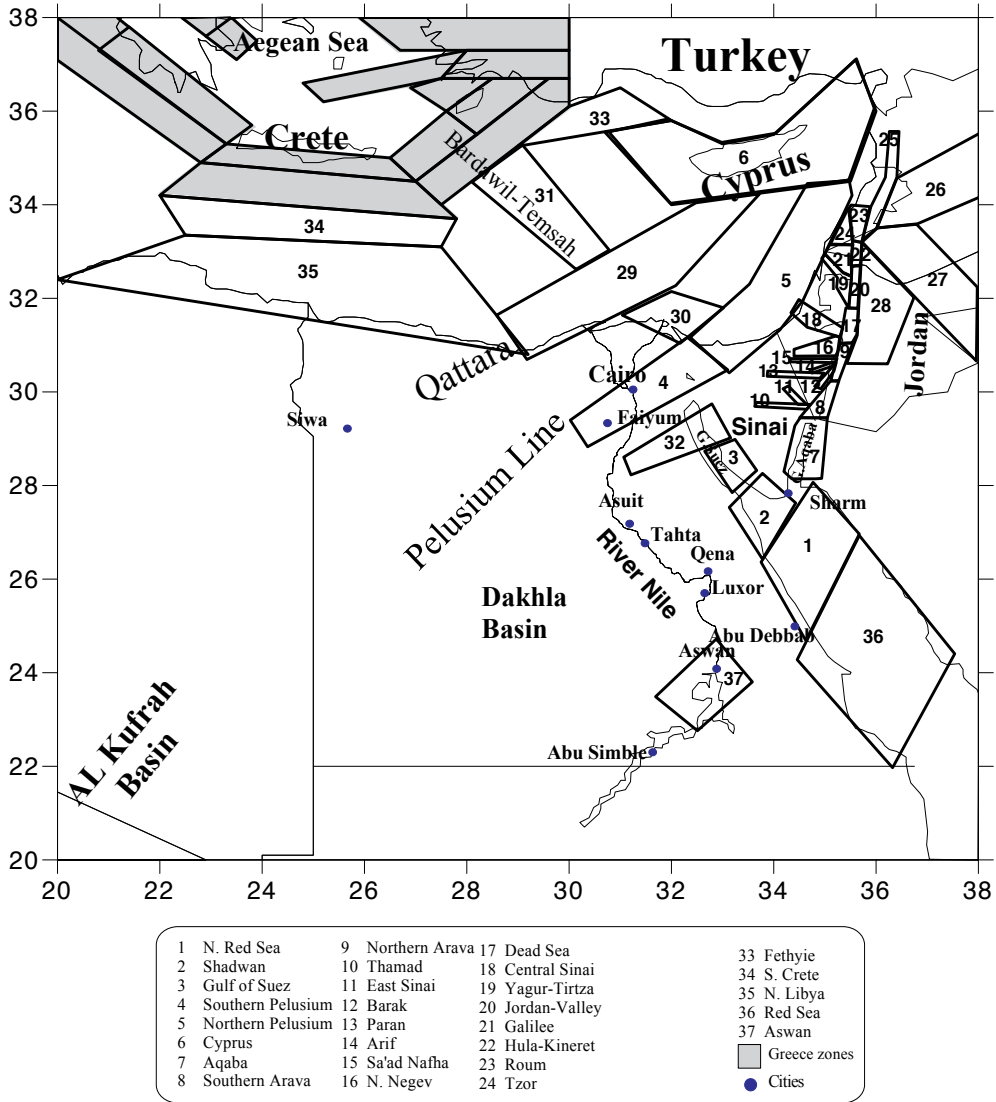 38
Aegean Sea
Turkey
36
33
25
Crete
Bardawil-Temsah
6
Cyprus
26
34
31
23
34
24
35
29
21
22
27
5
19
20
28
32
30
18
17
Jordan
16
9
Qattara
15
14
Cairo
4
13
11
12
30
10
8
Siwa
Faiyum
Sinai
Pelusium Line
32
G.Suez
3
G.Aqaba
7
28
Asuit
2
Sharm
Tahta
1
River Nile
Qena
26
Luxor
Dakhla
Basin
Abu Debbab
36
Aswan
24
37
AL Kufrah
Basin
Abu Simble
22
20
20 22 24 26 28 30 32 34 36 38
1 N. Red Sea
2 Shadwan
3 Gulf of Suez
4 Southern Pelusium
5 Northern Pelusium
6 Cyprus
7 Aqaba
8 Southern Arava
9 Northern Arava
10 Thamad
11 East Sinai
12 Barak
13 Paran
14 Arif
15 Sa'ad Nafha
16 N. Negev
17 Dead Sea
18 Central Sinai
19 Yagur-Tirtza
20 Jordan-Valley
21 Galilee
22 Hula-Kineret
23 Roum
24 Tzor
33 Fethyie
34 S. Crete
35 N. Libya
36 Red Sea
37 Aswan
Greece zones
Cities